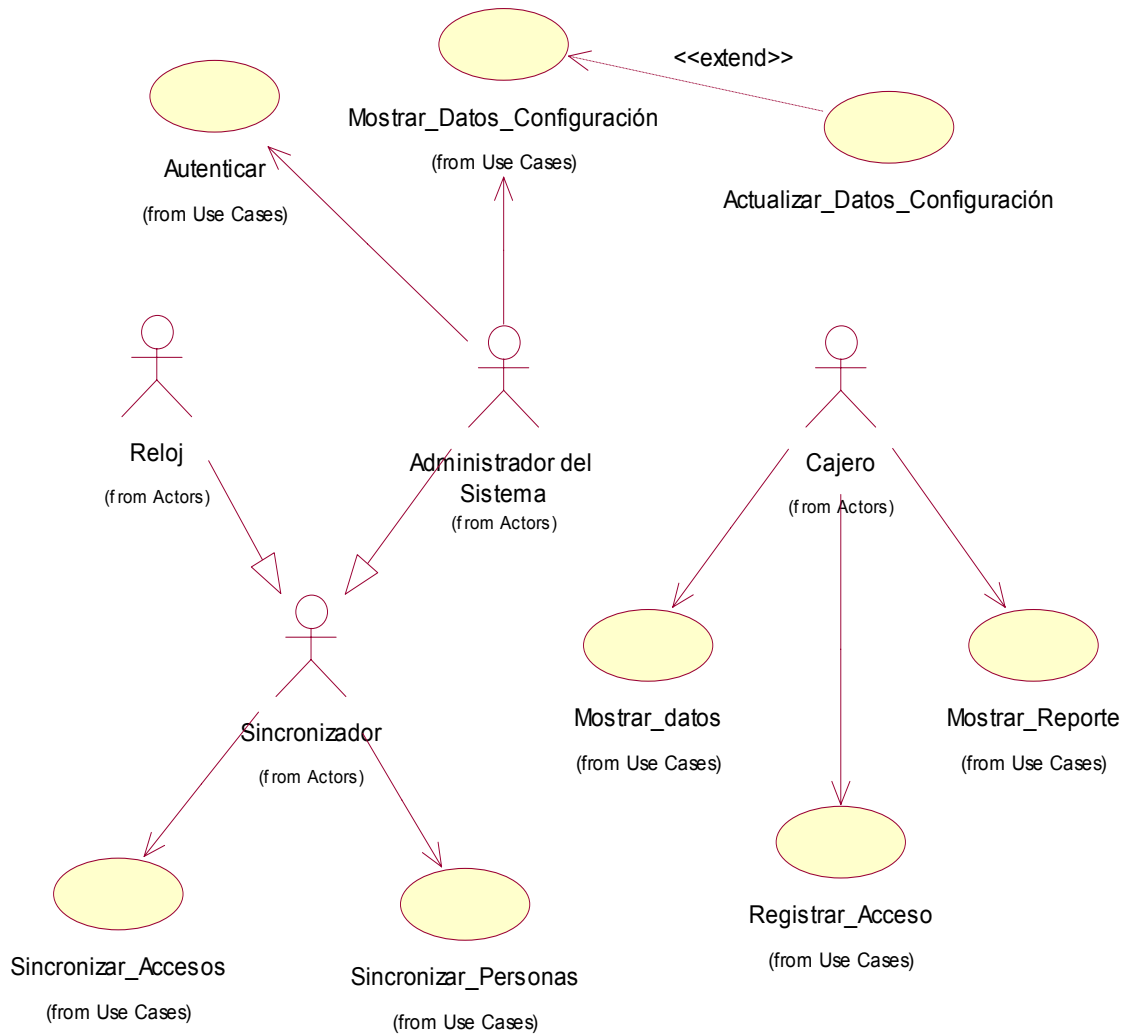 <<extend>>
Mostrar_Datos_Configuración
(from Use Cases)
Autenticar
(from Use Cases)
Actualizar_Datos_Configuración
Reloj
(from Actors)
Administrador del
Sistema
(from Actors)
Cajero
(from Actors)
Sincronizador
(from Actors)
Mostrar_datos
(from Use Cases)
Mostrar_Reporte
(from Use Cases)
Registrar_Acceso
(from Use Cases)
Sincronizar_Accesos
(from Use Cases)
Sincronizar_Personas
(from Use Cases)